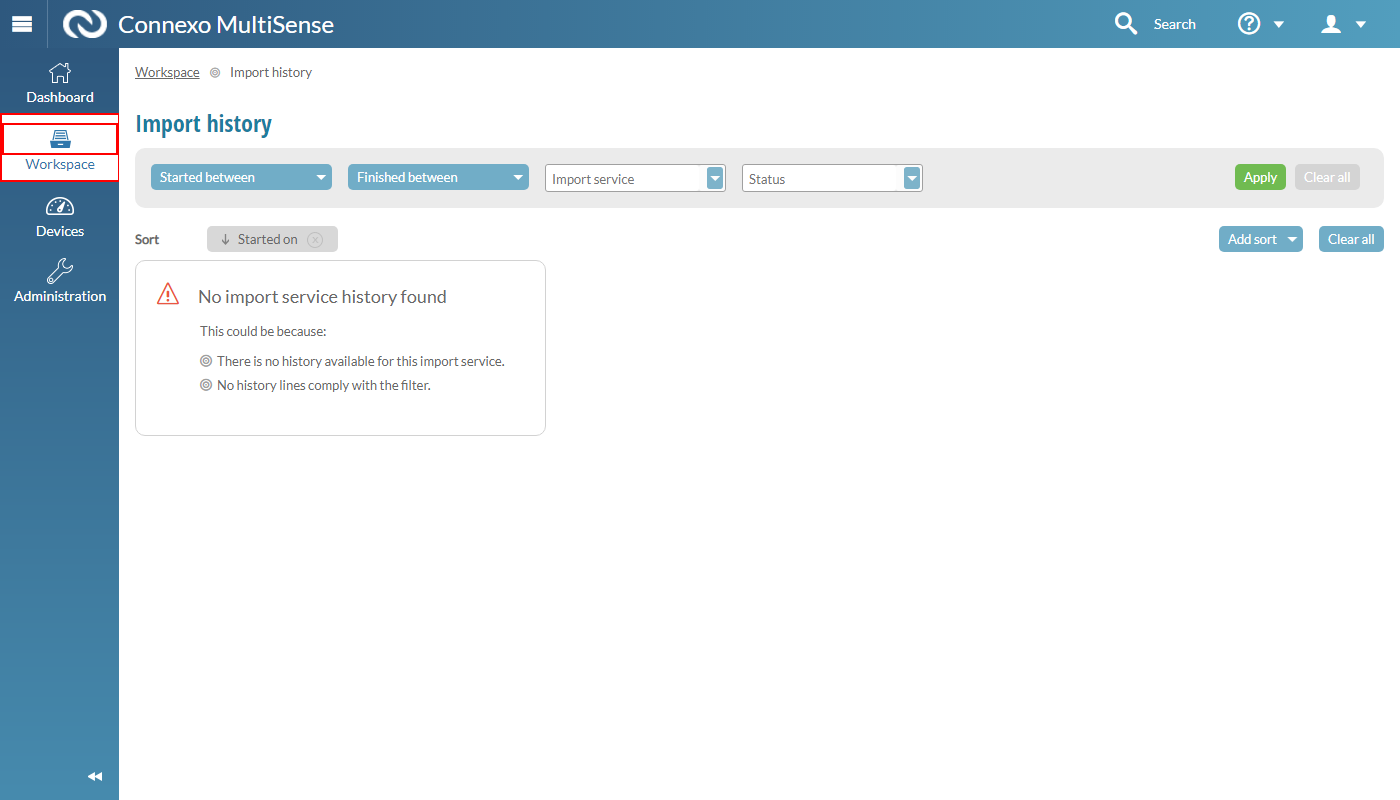 Connexo MultiSense
Search
Dashboard
Workspace
Devices
Administration
Workspace Import history
Import history
Started between Finished between Import service Status Apply Clear all
Sort Started on Add sort Clear all
No import service history found
This could be because:
There is no history available for this import service.
No history lines comply with the filter.